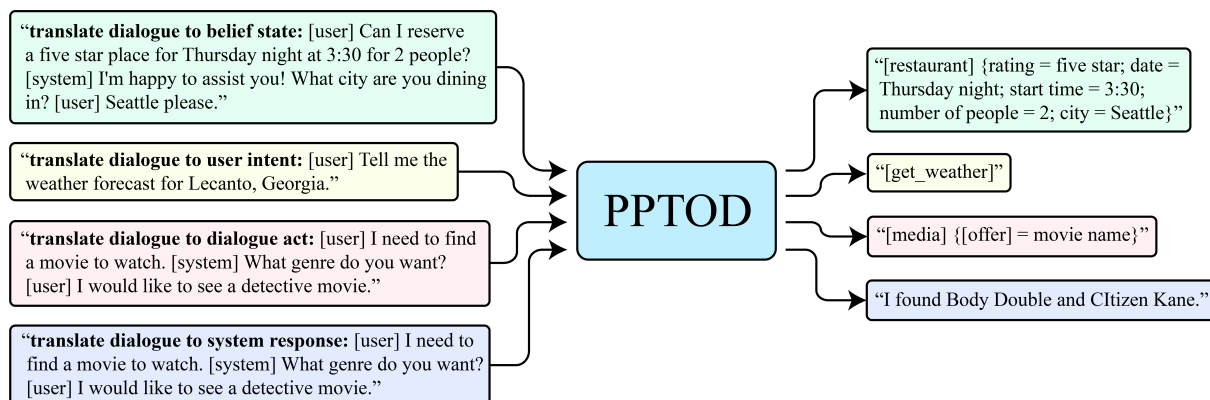 “translate dialogue to belief state: [user] Can I reserve
a five star place for Thursday night at 3:30 for 2 people?
[system] I'm happy to assist you! What city are you dining
in? [user] Seattle please.”
“translate dialogue to user intent: [user] Tell me the
weather forecast for Lecanto, Georgia.”
“translate dialogue to dialogue act: [user] I need to find
a movie to watch. [system] What genre do you want?
[user] I would like to see a detective movie.”
“translate dialogue to system response: [user] I need to
find a movie to watch. [system] What genre do you want?
[user] I would like to see a detective movie.”
PPTOD
“[restaurant] {rating = five star; date =
Thursday night; start time = 3:30;
number of people = 2; city = Seattle}”
“[get_weather]”
“[media] {[offer] = movie name}”
“I found Body Double and CItizen Kane.”